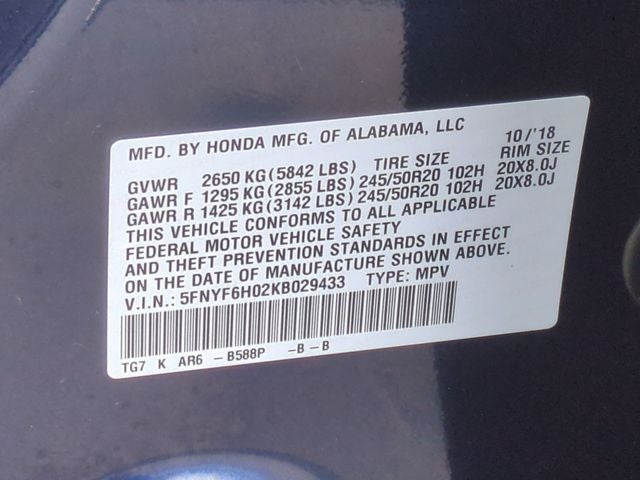 MFD. BY HONDA MFG. OF ALABAMA, LLC 10/'18
GVWR 2650 KG(5842 LBS) TIRE SIZE RIM SIZE
GAWR F 1295 KG(2855 LBS) 245/50R20 102H 20X8.0J
GAWR R 1425 KG(3142 LBS) 245/50R20 102H 20X8.0J
THIS VEHICLE CONFORMS TO ALL APPLICABLE
FEDERAL MOTOR VEHICLE SAFETY
AND THEFT PREVENTION STANDARDS IN EFFECT
ON THE DATE OF MANUFACTURE SHOWN ABOVE.
V.I.N.: 5FNYF6H02KB029433 TYPE: MPV
TG7 K AR6 -B588P -B-B